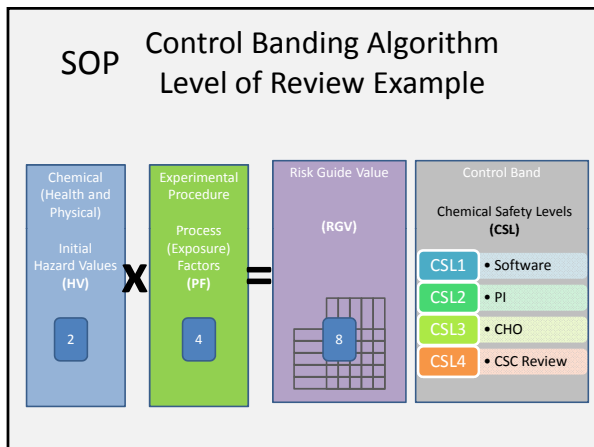 SOP
Control Banding Algorithm
Level of Review Example
Chemical
(Health and
Physical)
Initial
Hazard Values
(HV)
2
x
Experimental
Procedure
Process
(Exposure)
Factors
(PF)
4
=
Risk Guide Value
(RGV)
8
Control Band
Chemical Safety Levels
(CSL)
CSL1 • Software
CSL2 • PI
CSL3 • CHO
CSL4 • CSC Review